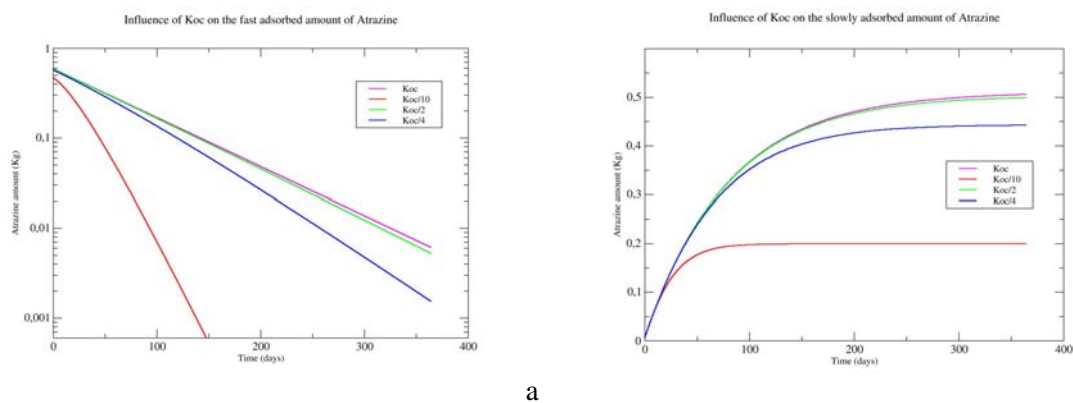 Influence of Koc on the fast adsorbed amount of Atrazine
1
0,1
0,01
0,001
Atrazine amount (Kg)
Koc
Koc/10
Koc/2
Koc/4
0
100
200
300
400
Time (days)
Influence of Koc on the slowly adsorbed amount of Atrazine
0,5
0,4
0,3
0,2
0,1
0
Atrazine amount (Kg)
Koc
Koc/10
Koc/2
Koc/4
0
100
200
300
400
Time (days)
a